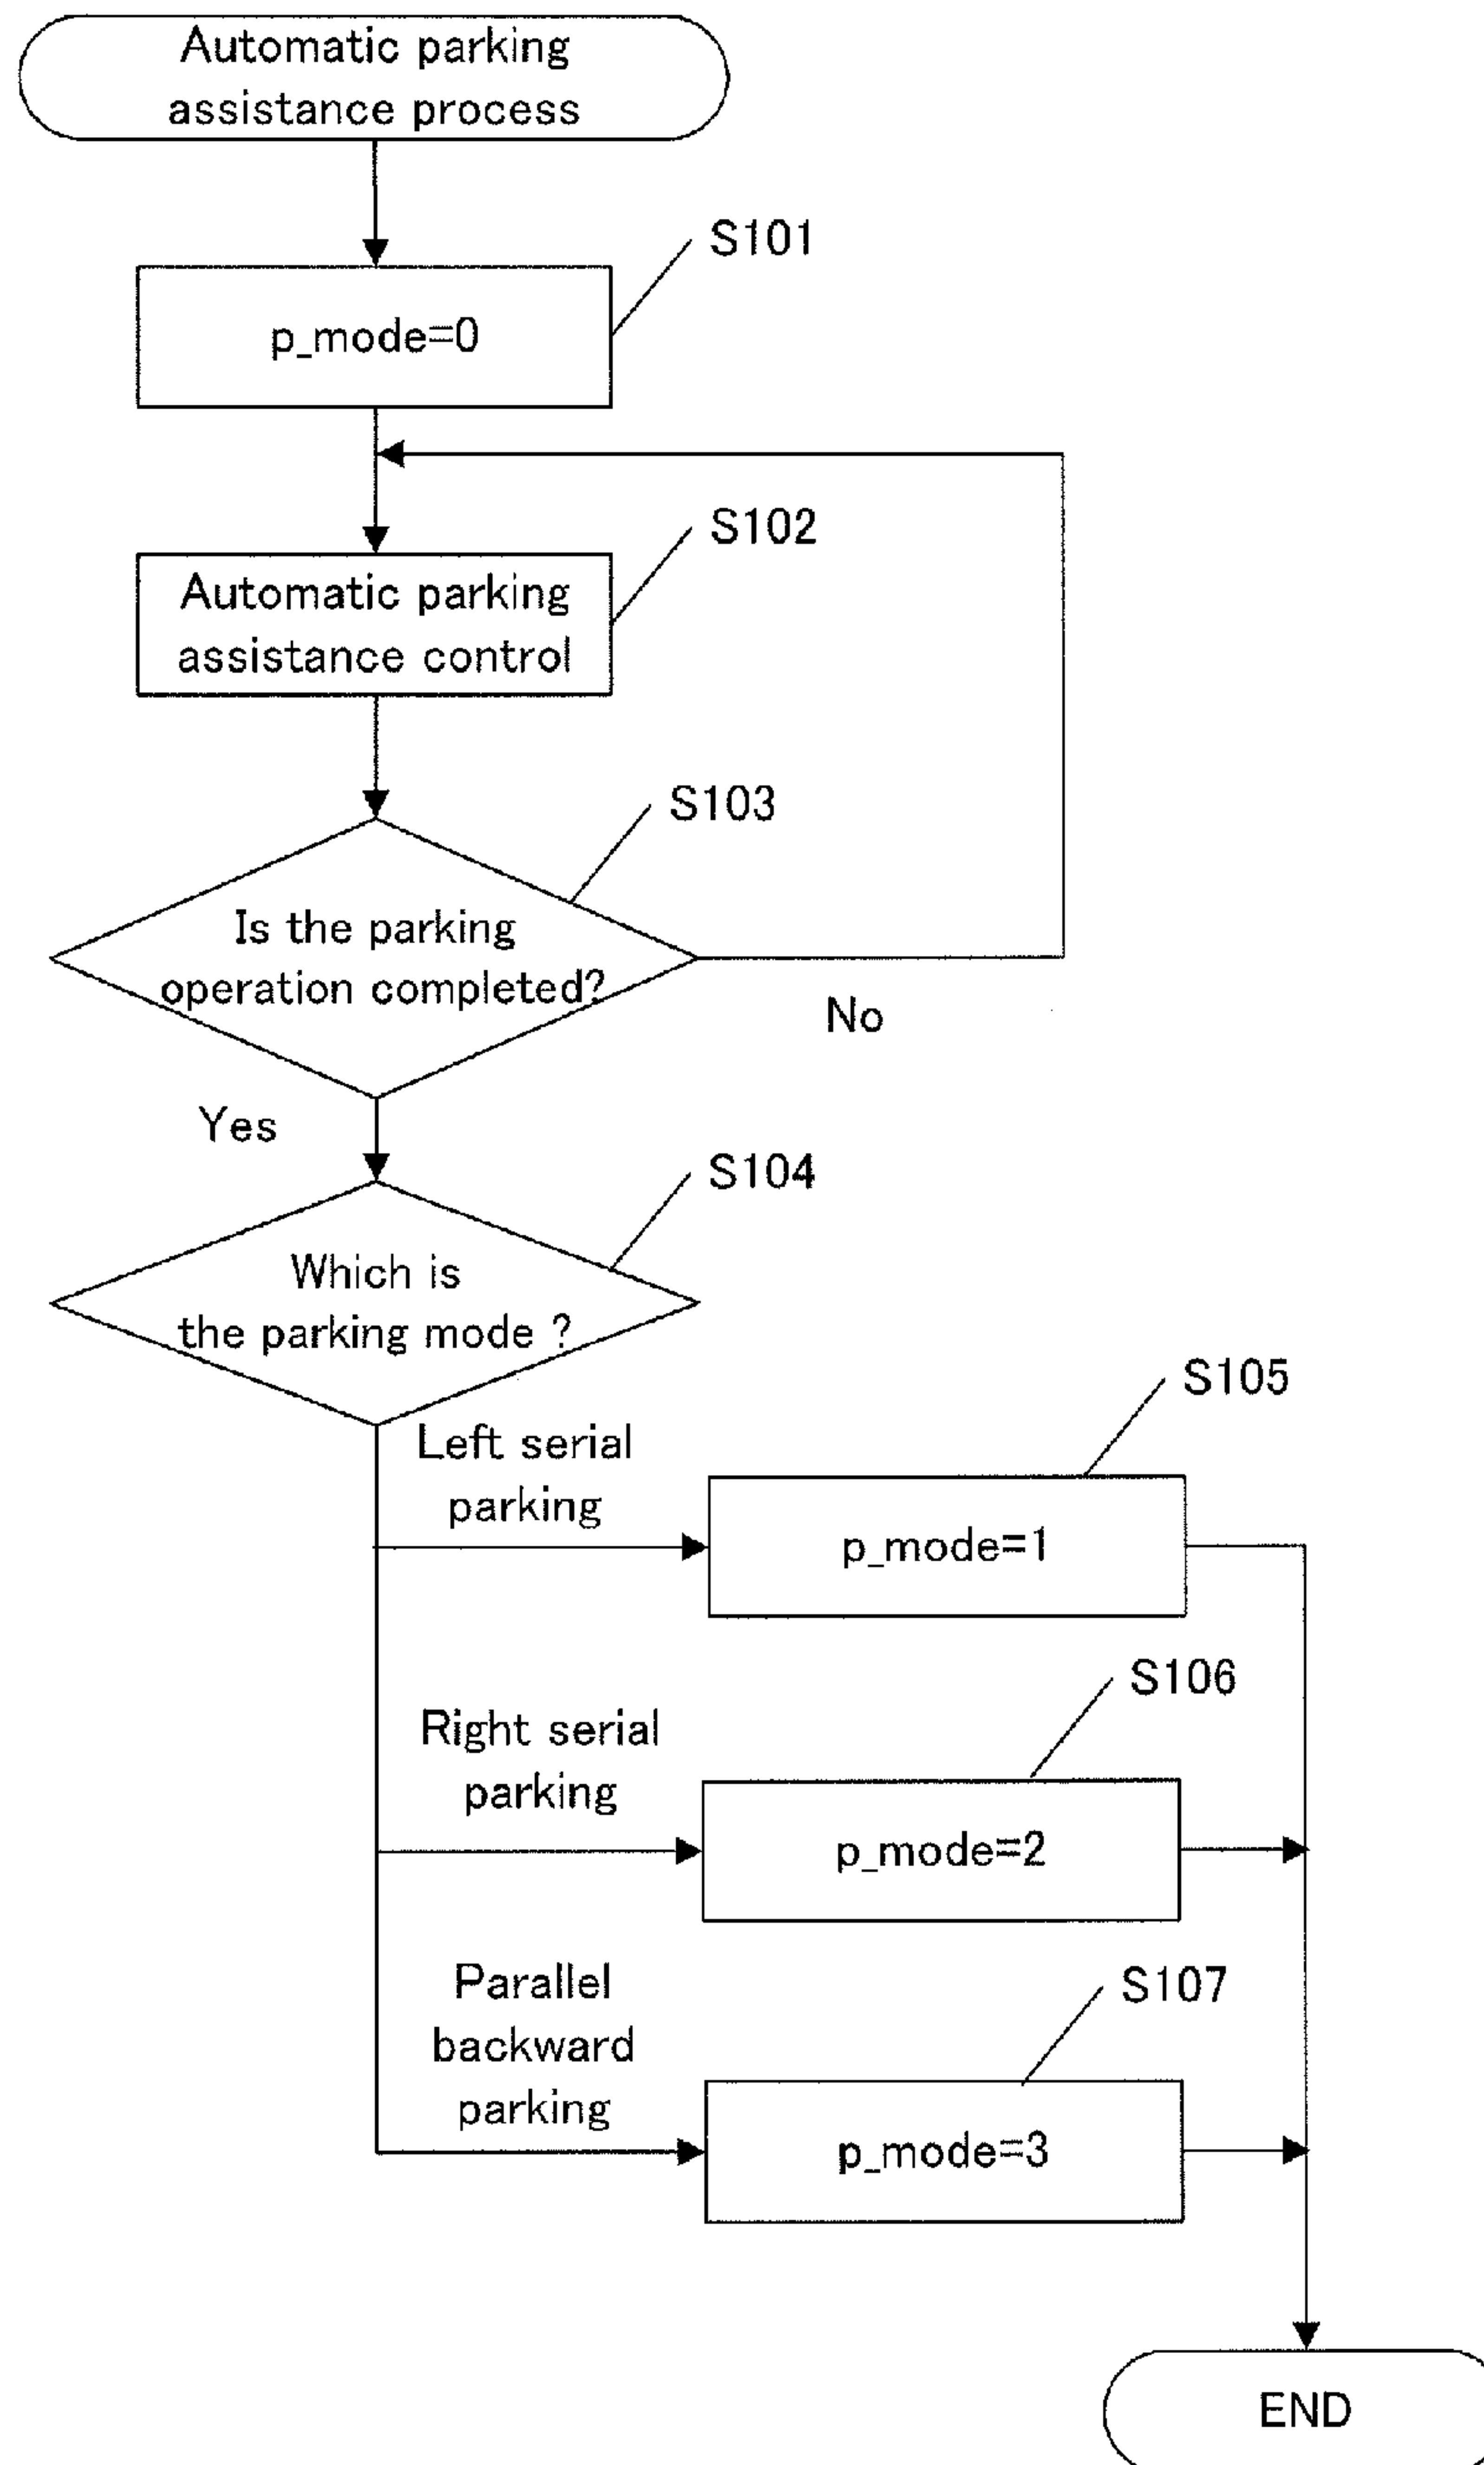 Automatic parking
assistance process
S101
p_mode=0
S102
Automatic parking
assistance control
S103
Is the parking
operation completed?
No
Yes
S104
Which is
the parking mode ?
S105
Left serial
parking
p_mode=1
S106
Right serial
parking
p_mode=2
S107
Parallel
backward
parking
p_mode=3
END